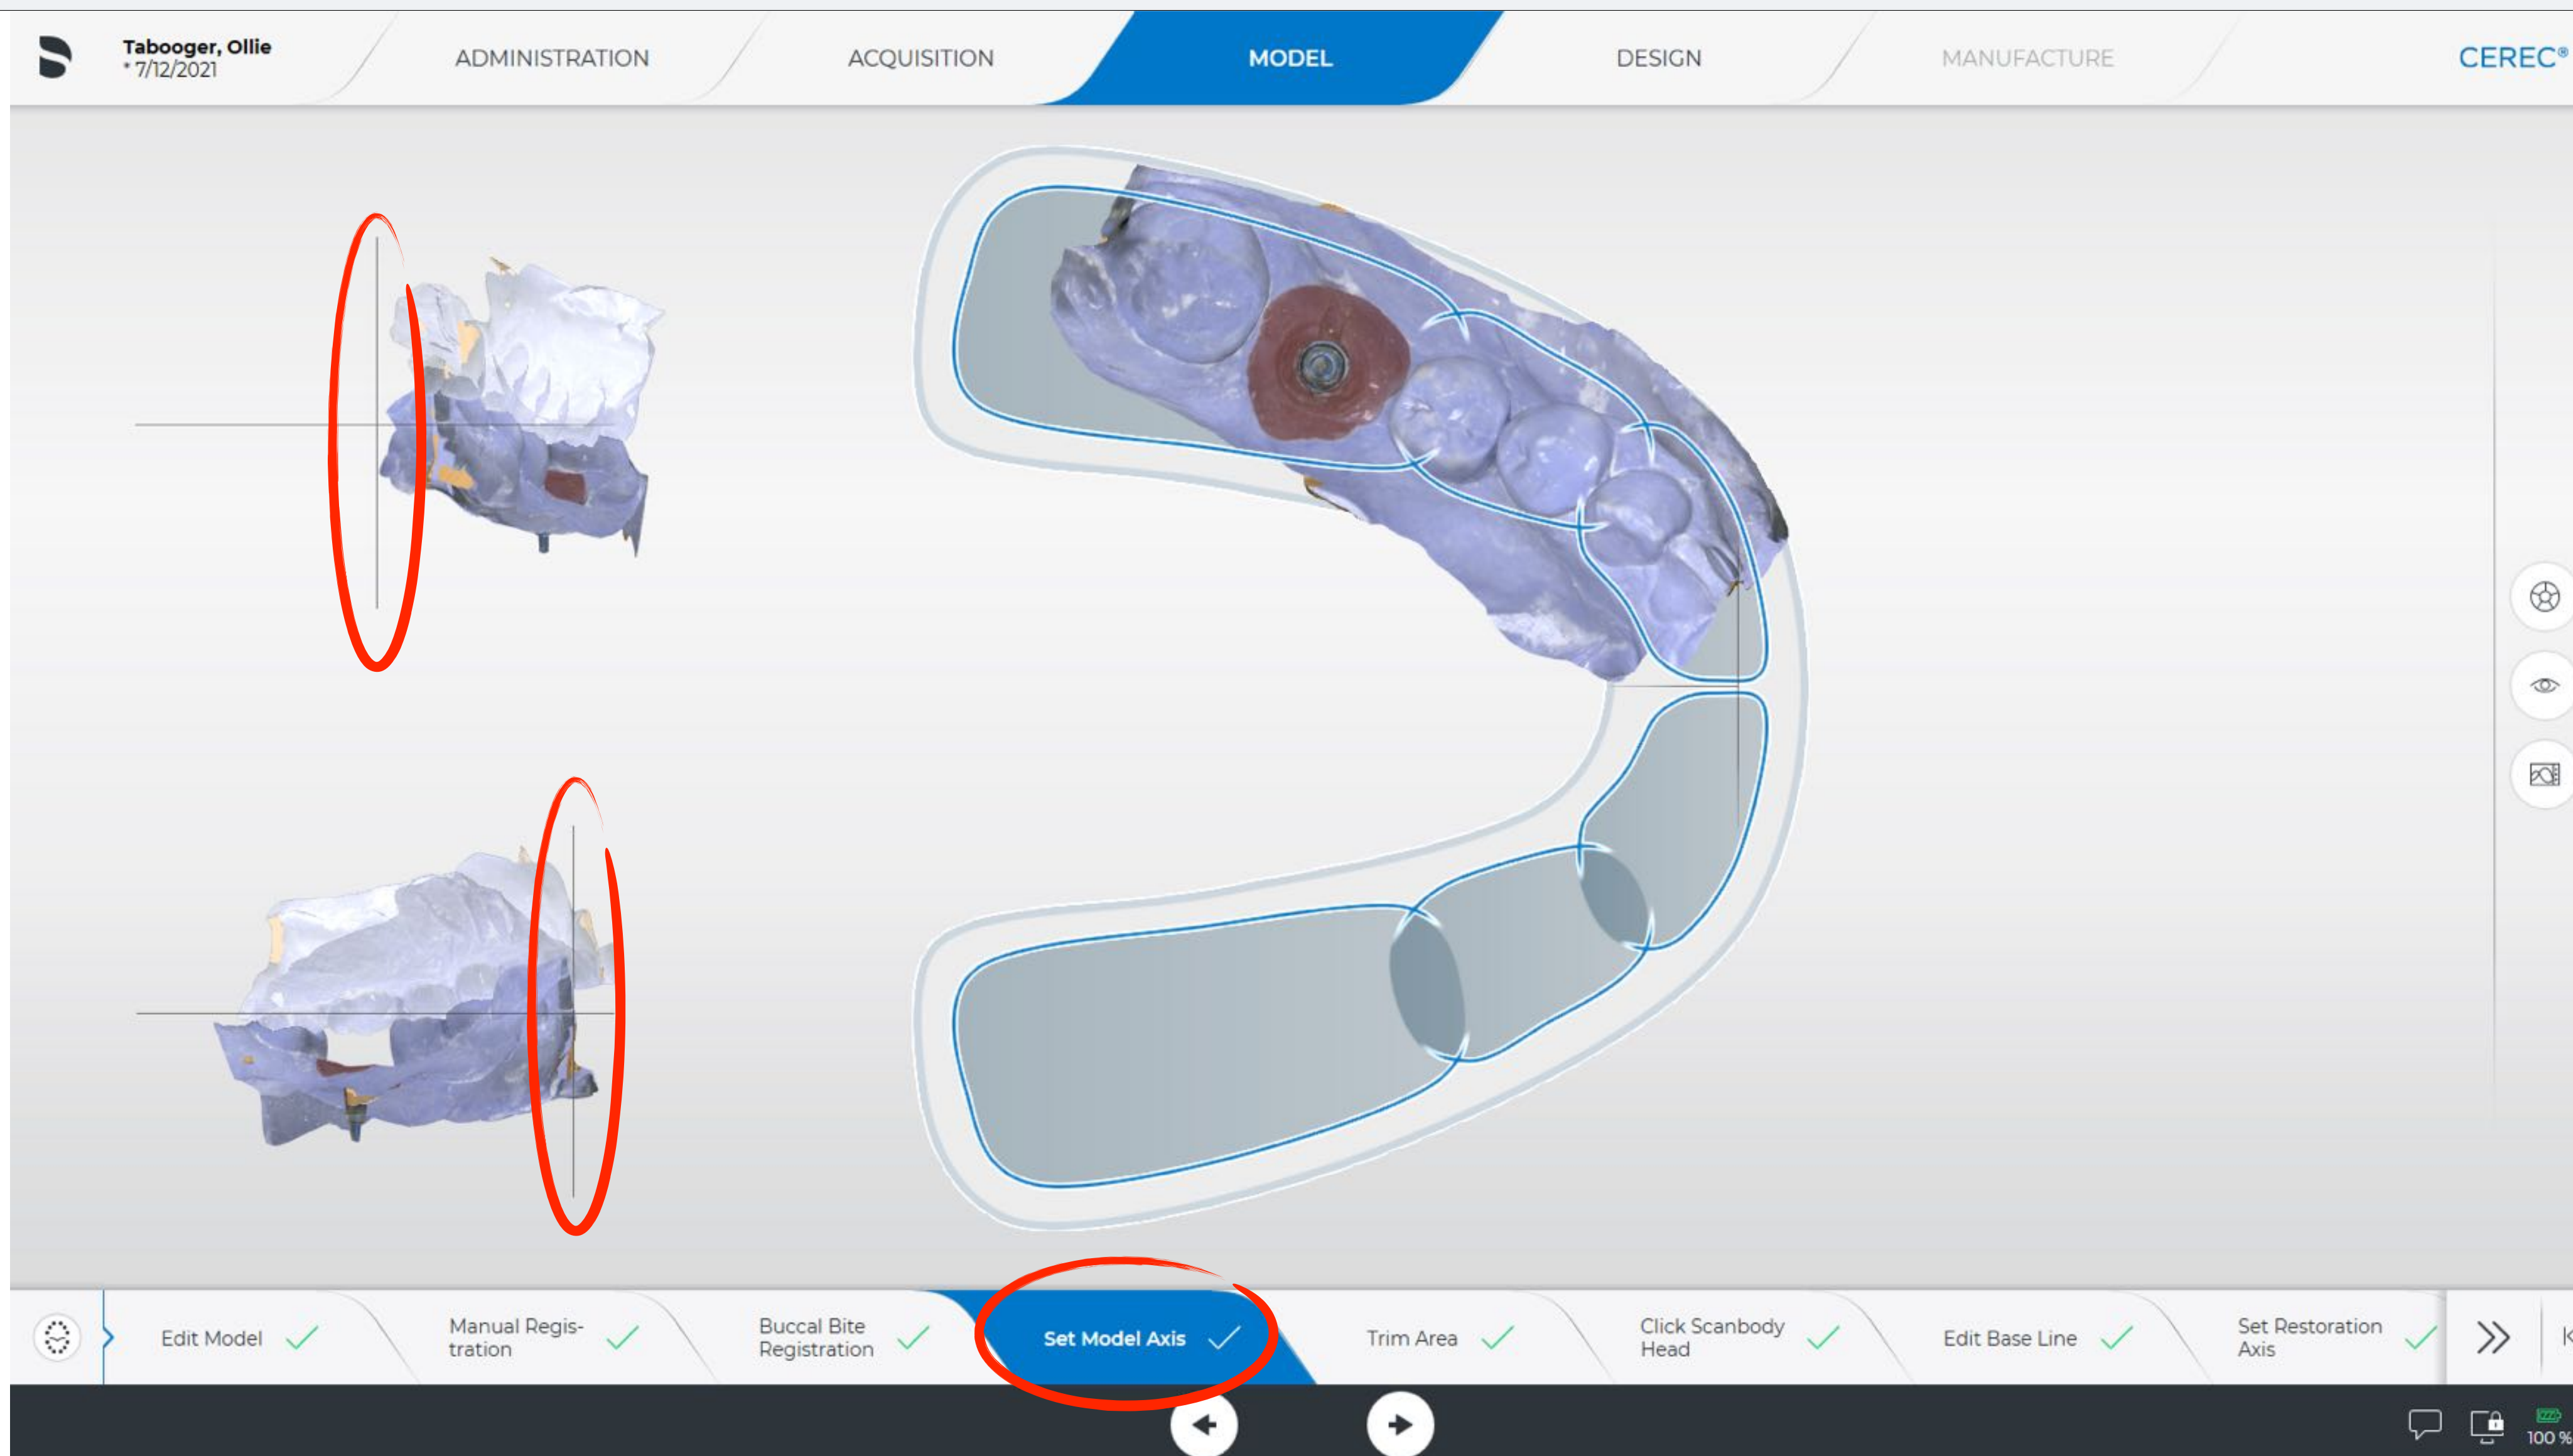 Tabooger, Ollie
* 7/12/2021
ADMINISTRATION
ACQUISITION
MODEL
DESIGN
MANUFACTURE
CEREC®
Edit Model
Manual Regis-
tration
Buccal Bite
Registration
Set Model Axis
Trim Area
Click Scanbody
Head
Edit Base Line
Set Restoration
Axis
100 %